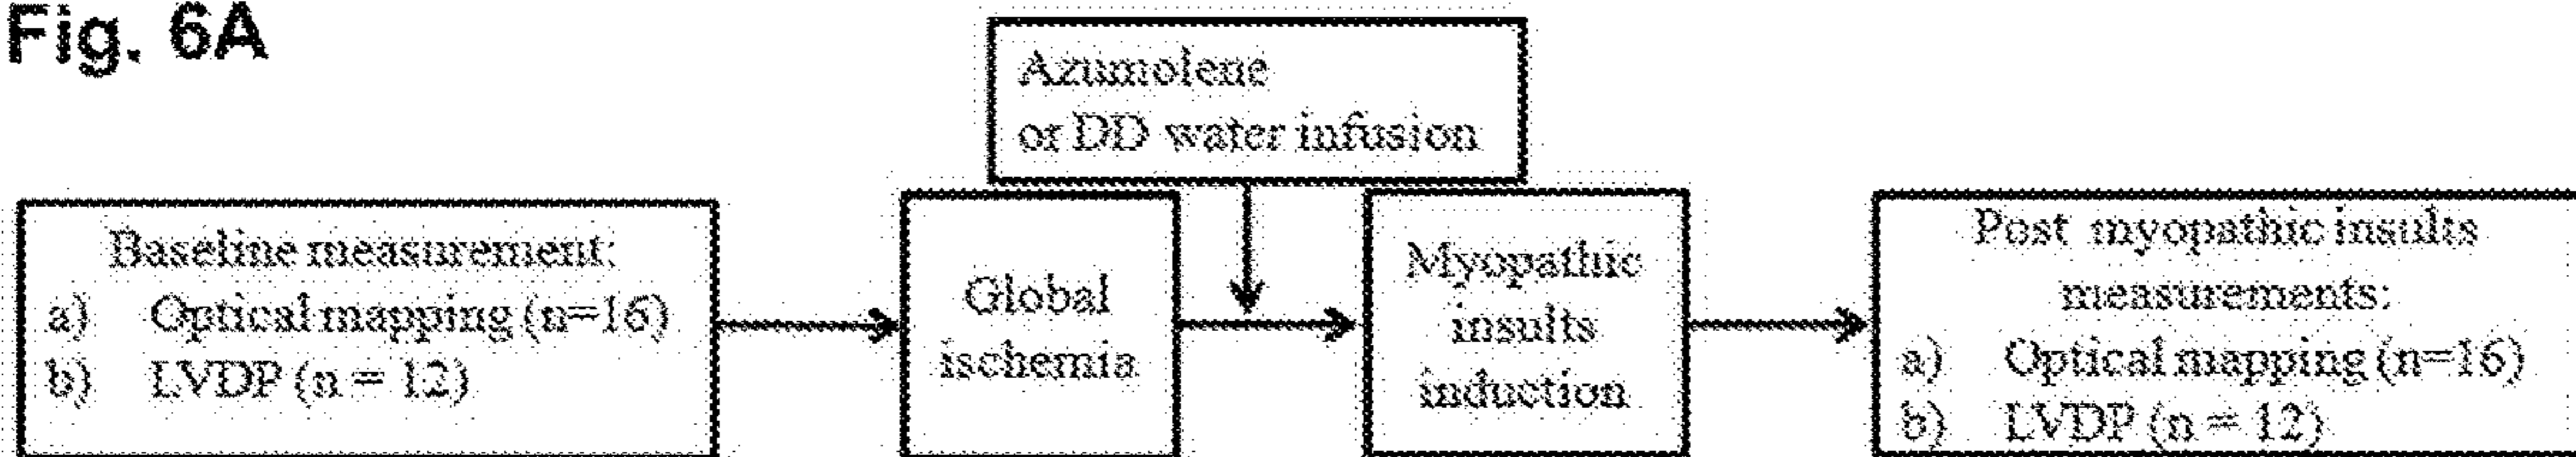 Fig. 6A
Azumolene
or DD water infusion
Baseline measurement:
a) Optical mapping (n=16)
b) LVDP (n = 12)
Global
ischemia
Myopathic
insults
induction
Post myopathic insults
measurements:
a) Optical mapping (n=16)
b) LVDP (n = 12)